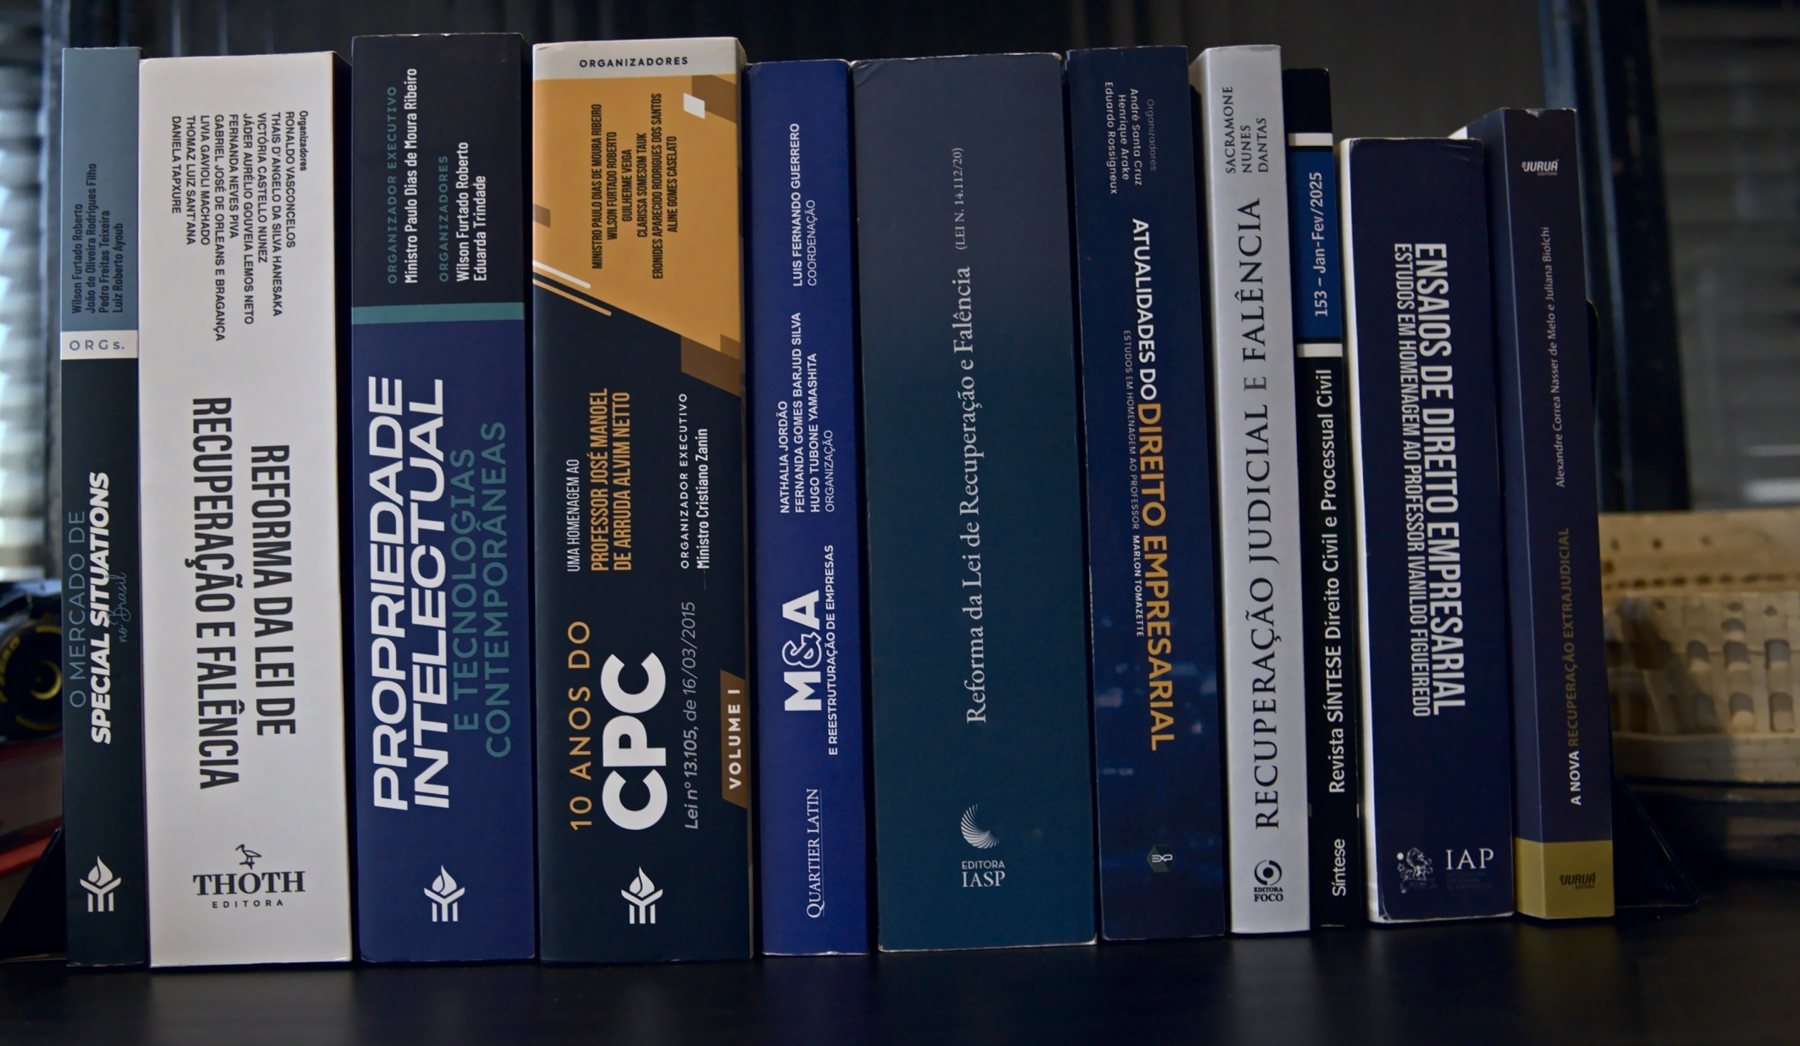 Wilson Furtado Roberto
João de Oliveira Rodrigues Filho
Pedro Freitas Teixeira
Luiz Roberto Ayoub
ORGs.
O MERCADO DE
SPECIAL SITUATIONS
no Brasil
Organizadores
RONALDO VASCONCELOS
THAIS D'ANGELO DA SILVA HANESAKA
VICTÓRIA CÁSTELLO NUNEZ
JÁDER AURÉLIO GOUVEIA LEMOS NETO
FERNANDA NEVES PIVA
GABRIEL JOSÉ DE ORLEANS E BRAGANÇA
LIVIA GAVIOLI MACHADO
THOMAZ LUIZ SANT'ANA
DANIELA TAPXURE
REFORMA DA LEI DE
RECUPERAÇÃO E FALÊNCIA
THOTH
EDITORA
ORGANIZADOR EXECUTIVO
Ministro Paulo Dias de Moura Ribeiro
ORGANIZADORES
Wilson Furtado Roberto
Eduarda Trindade
PROPRIEDADE
INTELECTUAL
E TECNOLOGIAS
CONTEMPORÂNEAS
ORGANIZADORES
MINISTRO PAULO DIAS DE MOURA RIBEIRO
WILSON FURTADO ROBERTO
GUILHERME VEIGA
CLARISSA SOMESOM TAUK
ERONIDES APARECIDO RODRIGUES DOS SANTOS
ALINE GOMES CASELATO
UMA HOMENAGEM AO
PROFESSOR JOSÉ MANOEL
DE ARRUDA ALVIM NETTO
ORGANIZADOR EXECUTIVO
Ministro Cristiano Zanin
10 ANOS DO
CPC
Lei nº 13.105, de 16/03/2015
VOLUME I
LUIS FERNANDO GUERRERO
COORDENAÇÃO
NATHALIA JORDÃO
FERNANDA GOMES BARJUD SILVA
HUGO TUBONE YAMASHITA
ORGANIZAÇÃO
M&A
E REESTRUTURAÇÃO DE EMPRESAS
QUARTIER LATIN
Reforma da Lei de Recuperação e Falência (LEI N. 14.112/20)
EDITORA
IASP
Organizadores
André Santa Cruz
Henrique Arake
Eduardo Rossigneux
ATUALIDADES DO DIREITO EMPRESARIAL
ESTUDOS EM HOMENAGEM AO PROFESSOR MARLON TOMAZETTE
SACRAMONE
NUNES
DANTAS
RECUPERAÇÃO JUDICIAL E FALÊNCIA
EDITORA
FOCO
153 – Jan-Fev/2025
Revista SÍNTESE Direito Civil e Processual Civil
Síntese
ENSAIOS DE DIREITO EMPRESARIAL
ESTUDOS EM HOMENAGEM AO PROFESSOR IVANILDO FIGUEIREDO
IAP
JURUÁ
EDITORA
Alexandre Correa Nasser de Melo e Juliana Biolchi
A NOVA RECUPERAÇÃO EXTRAJUDICIAL
JURUÁ
EDITORA